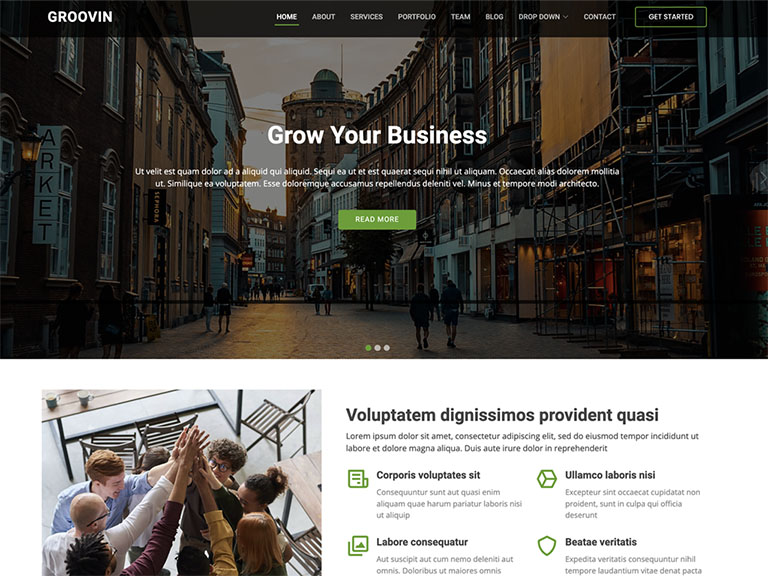 GROOVIN
HOME ABOUT SERVICES PORTFOLIO TEAM BLOG DROP DOWN CONTACT GET STARTED
ARKET
SEPHORA
Grow Your Business
Ut velit est quam dolor ad a aliquid qui aliquid. Sequi ea ut et est quaerat sequi nihil ut aliquam. Occaecati alias dolorem mollitia
ut. Similique ea voluptatem. Esse doloremque accusamus repellendus deleniti vel. Minus et tempore modi architecto.
READ MORE
Voluptatem dignissimos provident quasi
Lorem ipsum dolor sit amet, consectetur adipiscing elit, sed do eiusmod tempor incididunt ut
labore et dolore magna aliqua. Duis aute irure dolor in reprehenderit
Corporis voluptates sit
Consequuntur sunt aut quasi enim
aliquam quae harum pariatur laboris nisi
ut aliquip
Ullamco laboris nisi
Excepteur sint occaecat cupidatat non
proident, sunt in culpa qui officia
deserunt
Labore consequatur
Aut suscipit aut cum nemo deleniti aut
omnis. Doloribus ut maiores omnis
Beatae veritatis
Expedita veritatis consequuntur nihil
tempore laudantium vitae denat pacta